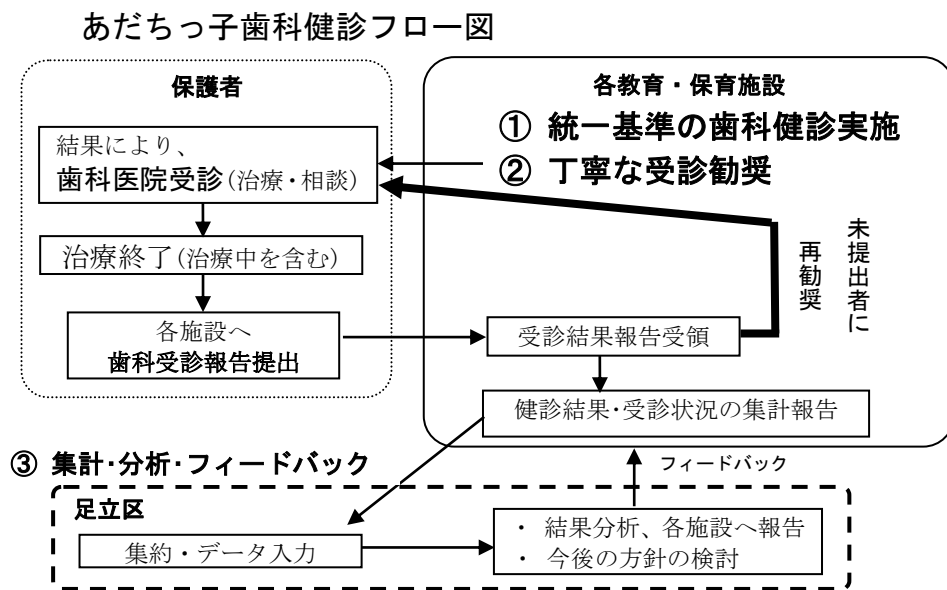 あだちっ子歯科健診フロー図
保護者
結果により、
歯科医院受診(治療・相談)
治療終了(治療中を含む)
各施設へ
歯科受診報告提出
各教育・保育施設
① 統一基準の歯科健診実施
② 丁寧な受診勧奨
未提出者に
再勧奨
受診結果報告受領
健診結果・受診状況の集計報告
③ 集計・分析・フィードバック
フィードバック
足立区
集約・データ入力
・ 結果分析、各施設へ報告
・ 今後の方針の検討